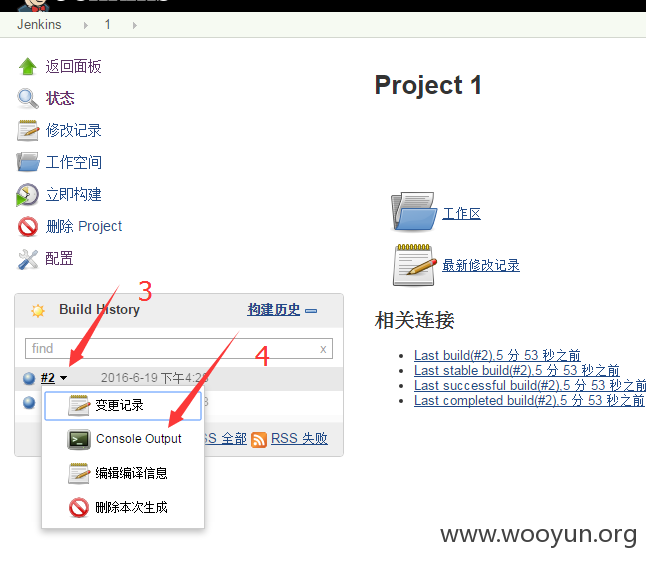 Jenkins
Jenkins 1
返回面板
状态
修改记录
工作空间
立即构建
删除 Project
配置
Project 1
工作区
最新修改记录
相关连接
Last build(#2),5 分 53 秒之前
Last stable build(#2),5 分 53 秒之前
Last successful build(#2),5 分 53 秒之前
Last completed build(#2),5 分 53 秒之前
3
Build History 构建历史
4
find x
#2 2016-6-19 下午4:26
变更记录
Console Output
SS 全部 RSS 失败
编辑编译信息
删除本次生成
www.wooyun.org